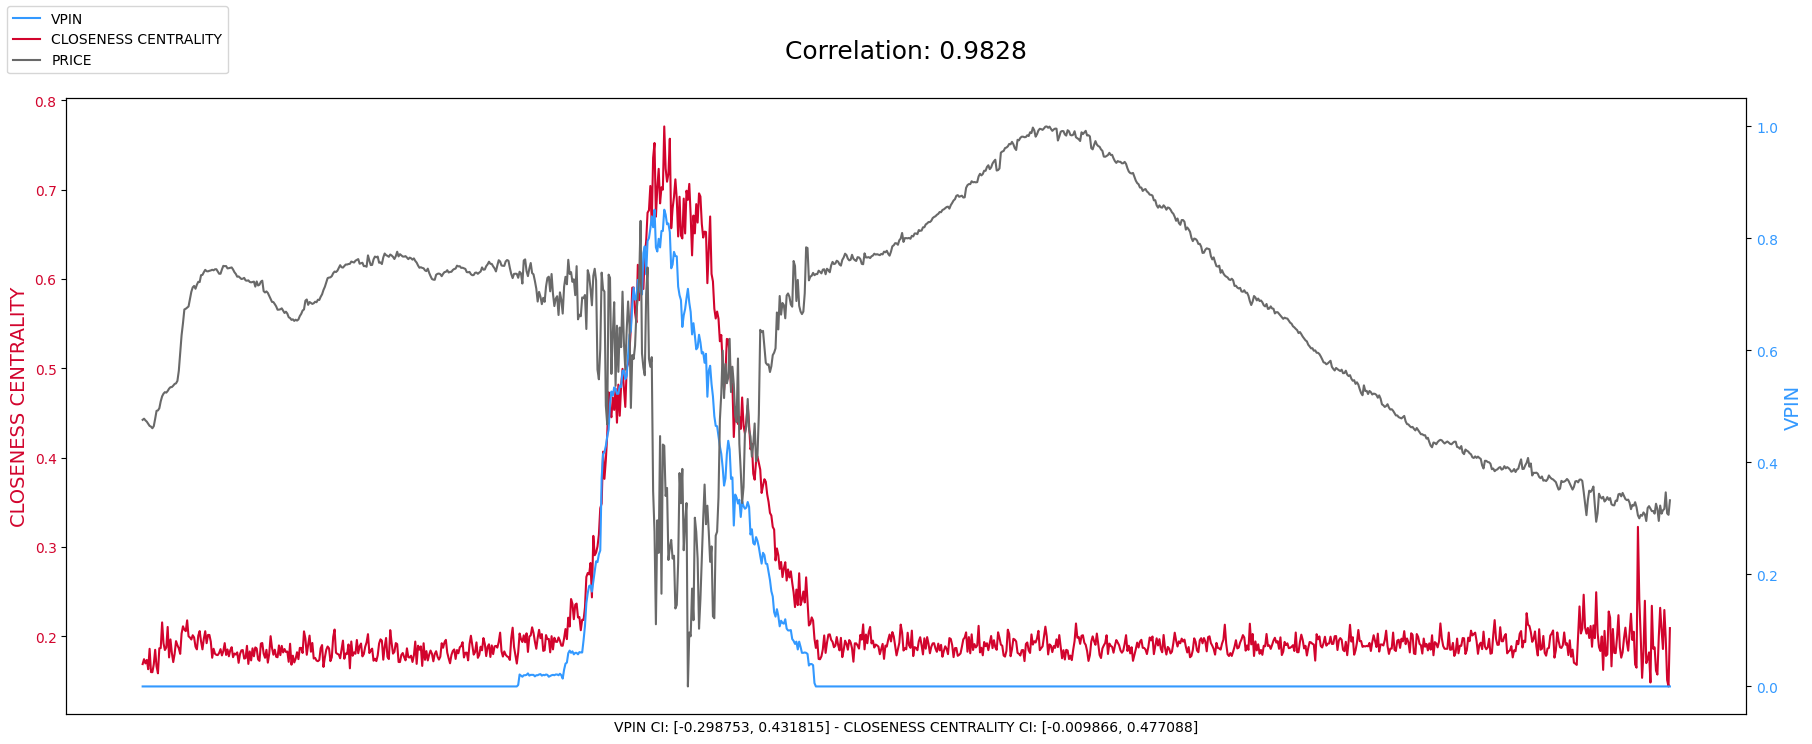 VPIN
CLOSENESS CENTRALITY
PRICE
Correlation: 0.9828
0.8
0.7
0.6
0.5
0.4
0.3
0.2
CLOSENESS CENTRALITY
1.0
0.8
0.6
0.4
0.2
0.0
VPIN
VPIN CI: [-0.298753, 0.431815] - CLOSENESS CENTRALITY CI: [-0.009866, 0.477088]